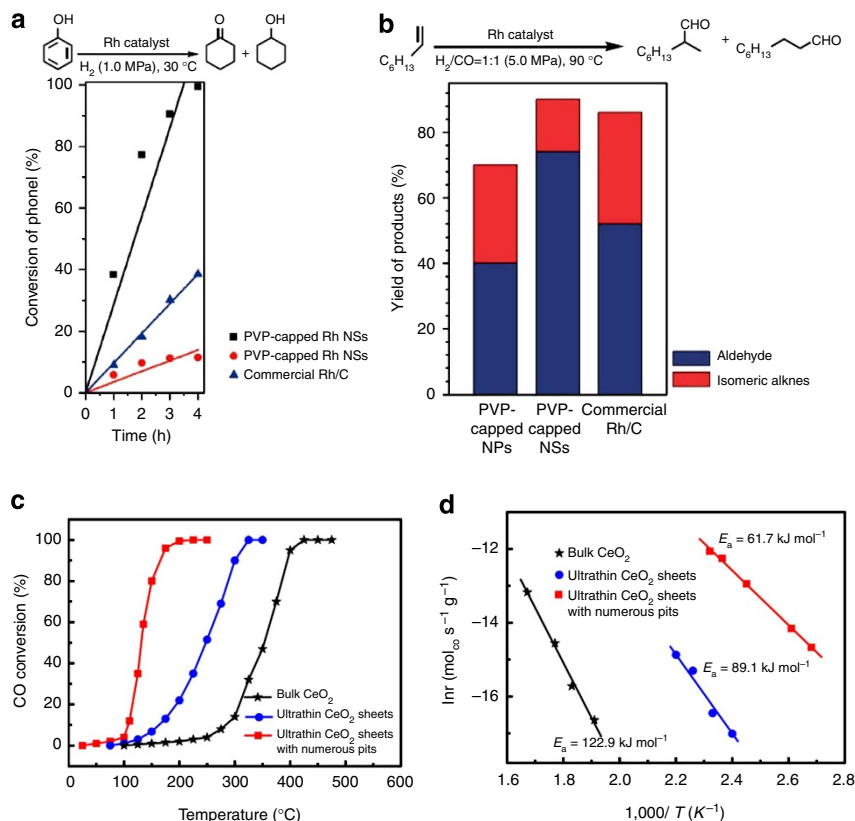 a
OH
Rh catalyst
H2 (1.0 MPa), 30 °C
O
+
OH
Conversion of phonel (%)
100
80
60
40
20
0
0 1 2 3 4
Time (h)
PVP-capped Rh NSs
PVP-capped Rh NSs
Commercial Rh/C
b
C6H13
Rh catalyst
H2/CO=1:1 (5.0 MPa), 90 °C
CHO
C6H13
+
C6H13
CHO
Yield of products (%)
80
60
40
20
0
PVP-capped NPs
PVP-capped NSs
Commercial Rh/C
Aldehyde
Isomeric alknes
c
CO conversion (%)
100
80
60
40
20
0
Bulk CeO2
Ultrathin CeO2 sheets
Ultrathin CeO2 sheets
with numerous pits
0 100 200 300 400 500 600
Temperature (°C)
d
lnr (molco s−1 g−1)
−12
−14
−16
Bulk CeO2
Ultrathin CeO2 sheets
Ultrathin CeO2 sheets
with numerous pits
Ea = 61.7 kJ mol−1
Ea = 89.1 kJ mol−1
Ea = 122.9 kJ mol−1
1.6 2.0 2.2 2.4 2.6 2.8
1,000/ T (K−1)